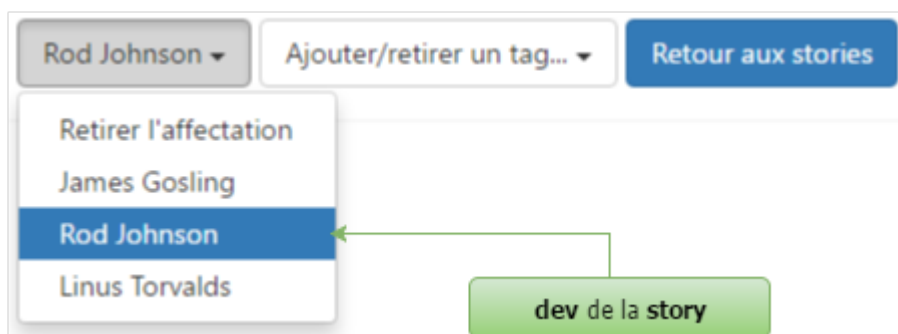 Rod Johnson
Ajouter/retirer un tag...
Retour aux stories
Retirer l'affectation
James Gosling
Rod Johnson
Linus Torvalds
dev de la story